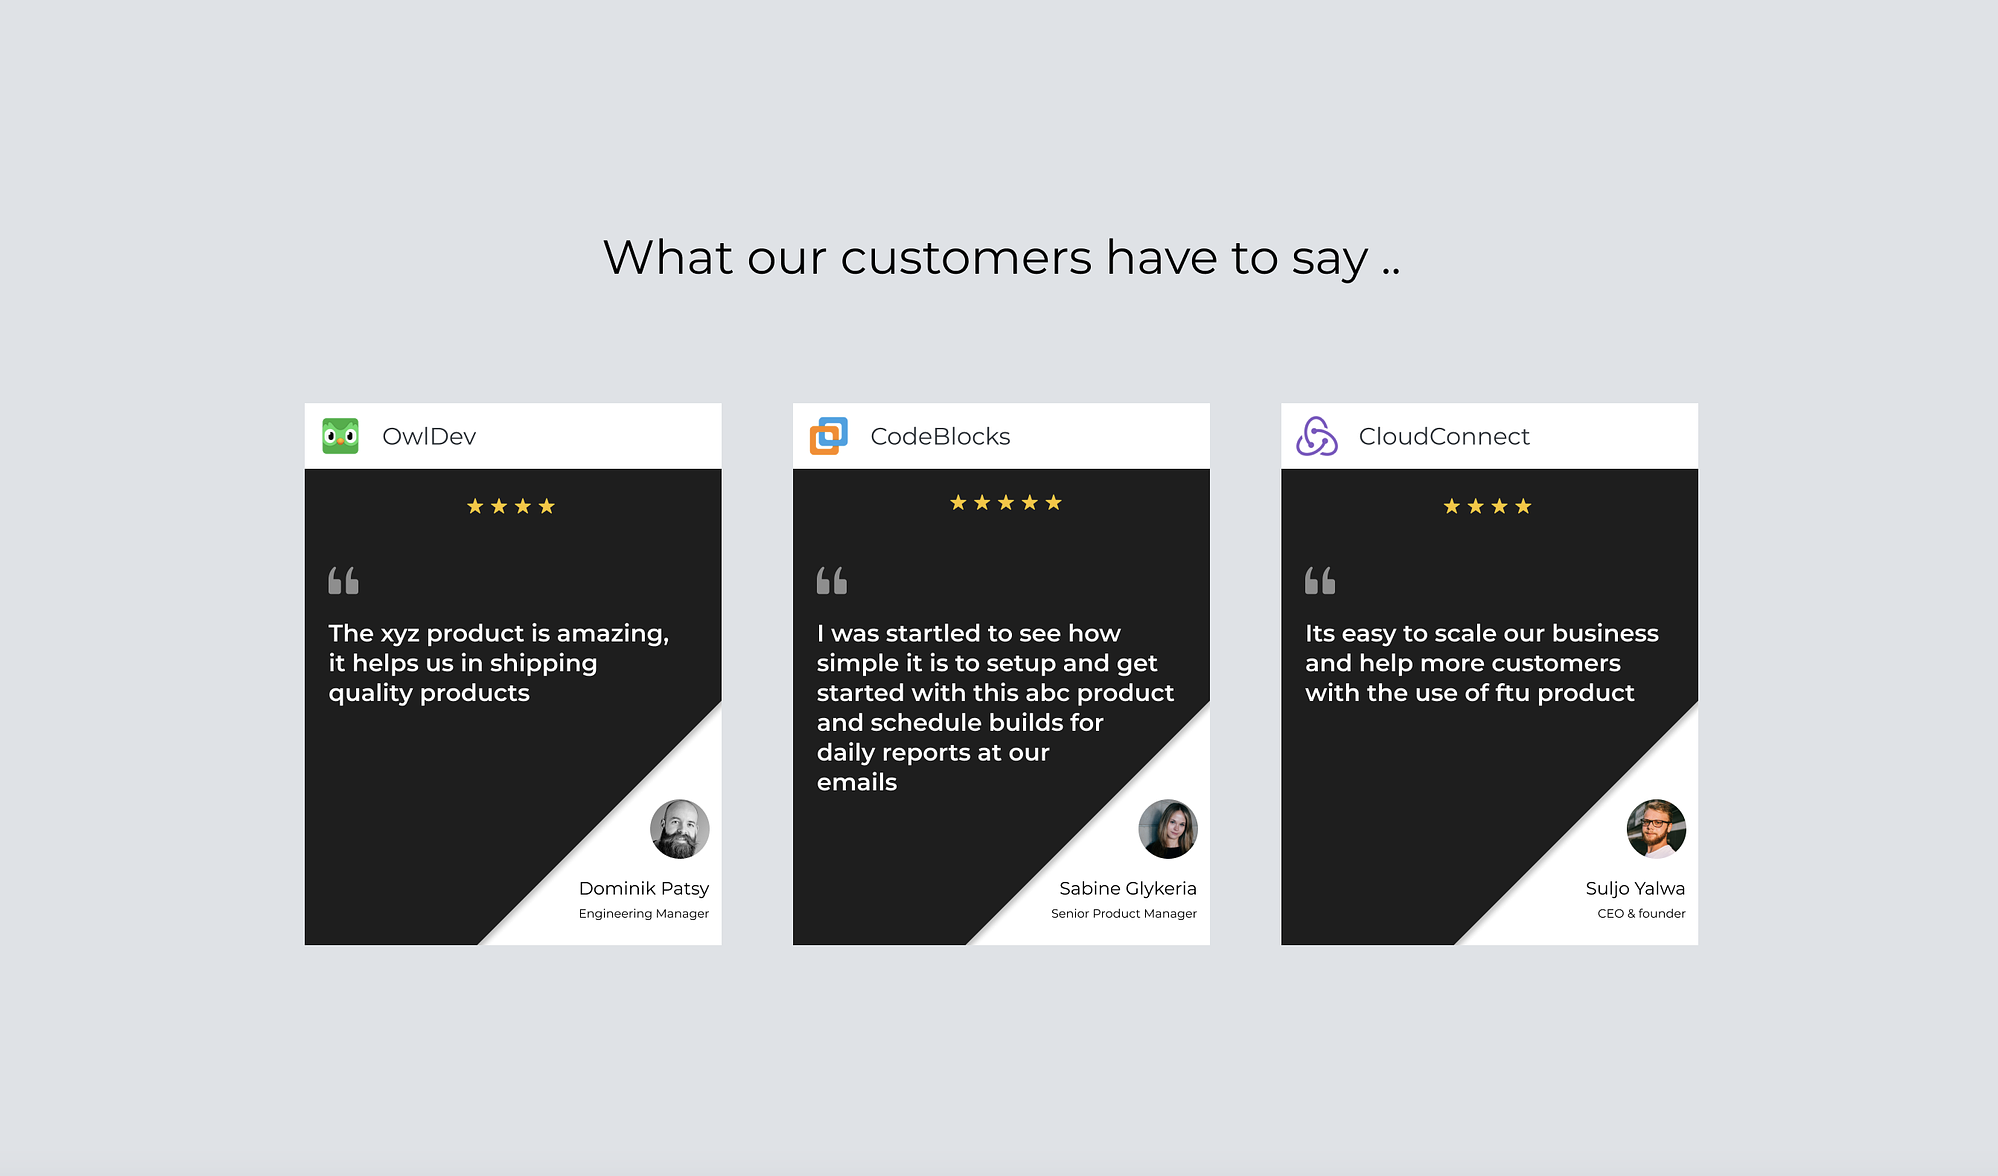 What our customers have to say ..
OwlDev
The xyz product is amazing,
it helps us in shipping
quality products
Dominik Patsy
Engineering Manager
CodeBlocks
I was startled to see how
simple it is to setup and get
started with this abc product
and schedule builds for
daily reports at our
emails
Sabine Glykeria
Senior Product Manager
CloudConnect
Its easy to scale our business
and help more customers
with the use of ftu product
Suljo Yalwa
CEO & founder